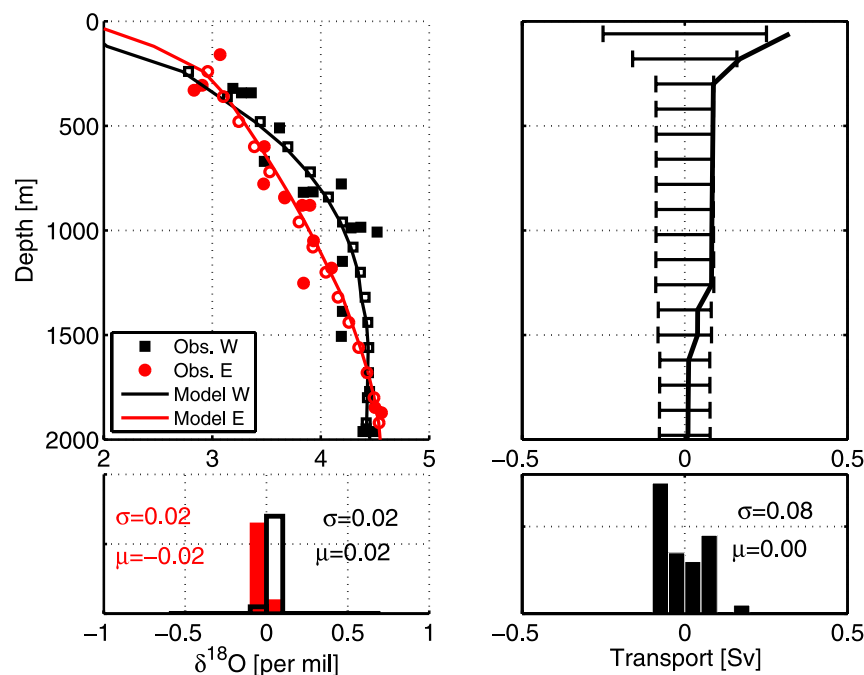 0
500
1000
1500
2000
Depth [m]
Obs. W
Obs. E
Model W
Model E
2 3 4 5
−0.5 0 0.5
σ=0.02
μ=−0.02
σ=0.02
μ=0.02
−1 −0.5 0 0.5 1
δ18O [per mil]
σ=0.08
μ=0.00
−0.5 0 0.5
Transport [Sv]